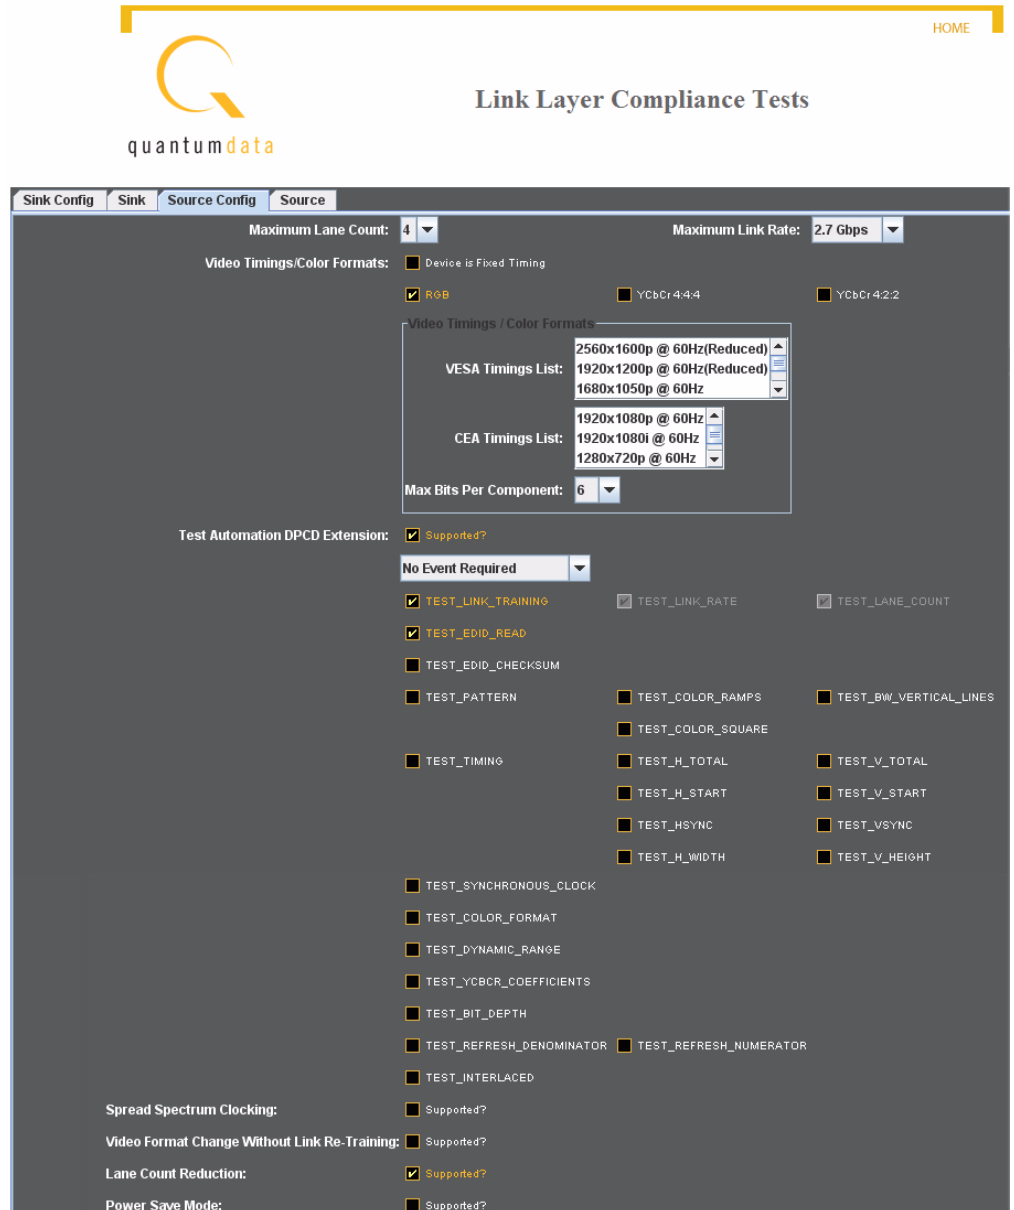 HOME
quantumdata
Link Layer Compliance Tests
Sink Config Sink Source Config Source
Maximum Lane Count: 4 Maximum Link Rate: 2.7 Gbps
Video Timings/Color Formats: Device is Fixed Timing
RGB YCbCr 4:4:4 YCbCr 4:2:2
Video Timings / Color Formats
VESA Timings List:
2560x1600p @ 60Hz(Reduced)
1920x1200p @ 60Hz(Reduced)
1680x1050p @ 60Hz
CEA Timings List:
1920x1080p @ 60Hz
1920x1080i @ 60Hz
1280x720p @ 60Hz
Max Bits Per Component: 6
Test Automation DPCD Extension: Supported?
No Event Required
TEST_LINK_TRAINING TEST_LINK_RATE TEST_LANE_COUNT
TEST_EDID_READ
TEST_EDID_CHECKSUM
TEST_PATTERN TEST_COLOR_RAMPS TEST_BW_VERTICAL_LINES
TEST_COLOR_SQUARE
TEST_TIMING TEST_H_TOTAL TEST_V_TOTAL
TEST_H_START TEST_V_START
TEST_HSYNC TEST_VSYNC
TEST_H_WIDTH TEST_V_HEIGHT
TEST_SYNCHRONOUS_CLOCK
TEST_COLOR_FORMAT
TEST_DYNAMIC_RANGE
TEST_YCBCR_COEFFICIENTS
TEST_BIT_DEPTH
TEST_REFRESH_DENOMINATOR TEST_REFRESH_NUMERATOR
TEST_INTERLACED
Spread Spectrum Clocking: Supported?
Video Format Change Without Link Re-Training: Supported?
Lane Count Reduction: Supported?
Power Save Mode: Supported?